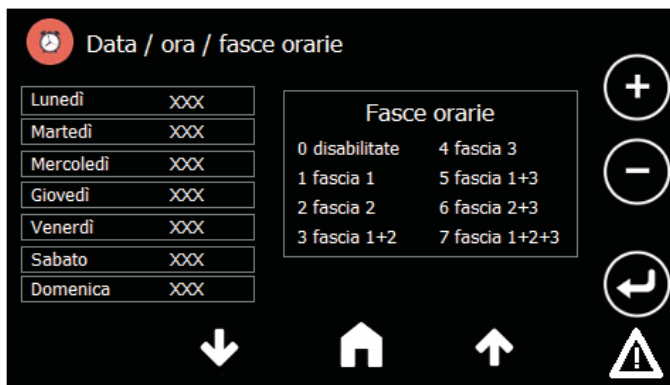 Data / ora / fasce orarie
Lunedì XXX
Martedì XXX
Mercoledì XXX
Giovedì XXX
Venerdì XXX
Sabato XXX
Domenica XXX
Fasce orarie
0 disabilitate 4 fascia 3
1 fascia 1 5 fascia 1+3
2 fascia 2 6 fascia 2+3
3 fascia 1+2 7 fascia 1+2+3